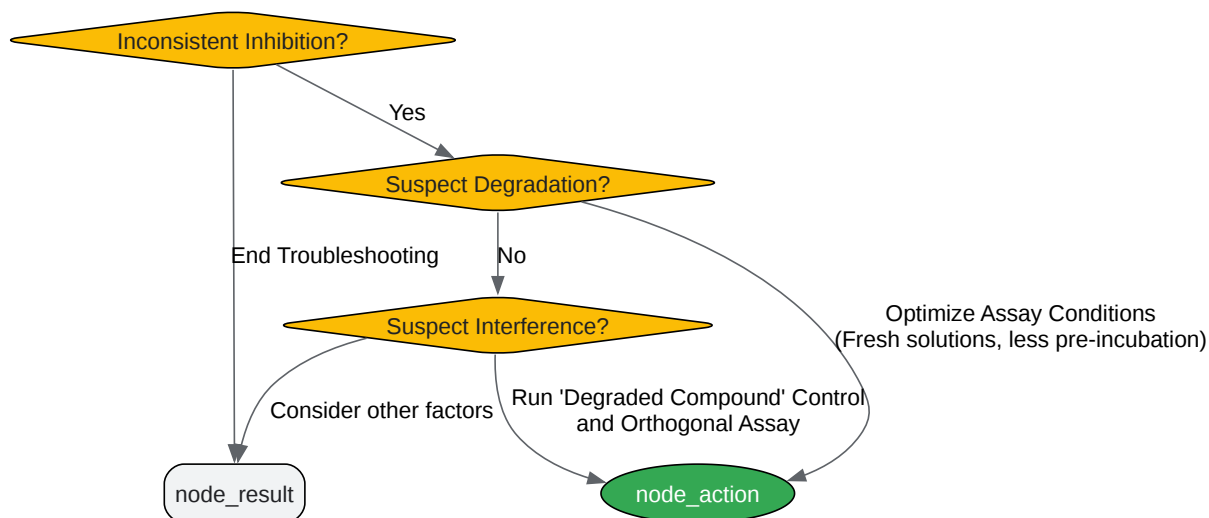 Inconsistent Inhibition?
Yes
Suspect Degradation?
End Troubleshooting
No
Suspect Interference?
Optimize Assay Conditions
(Fresh solutions, less pre-incubation)
Consider other factors
Run 'Degraded Compound' Control
and Orthogonal Assay
node_result
node_action